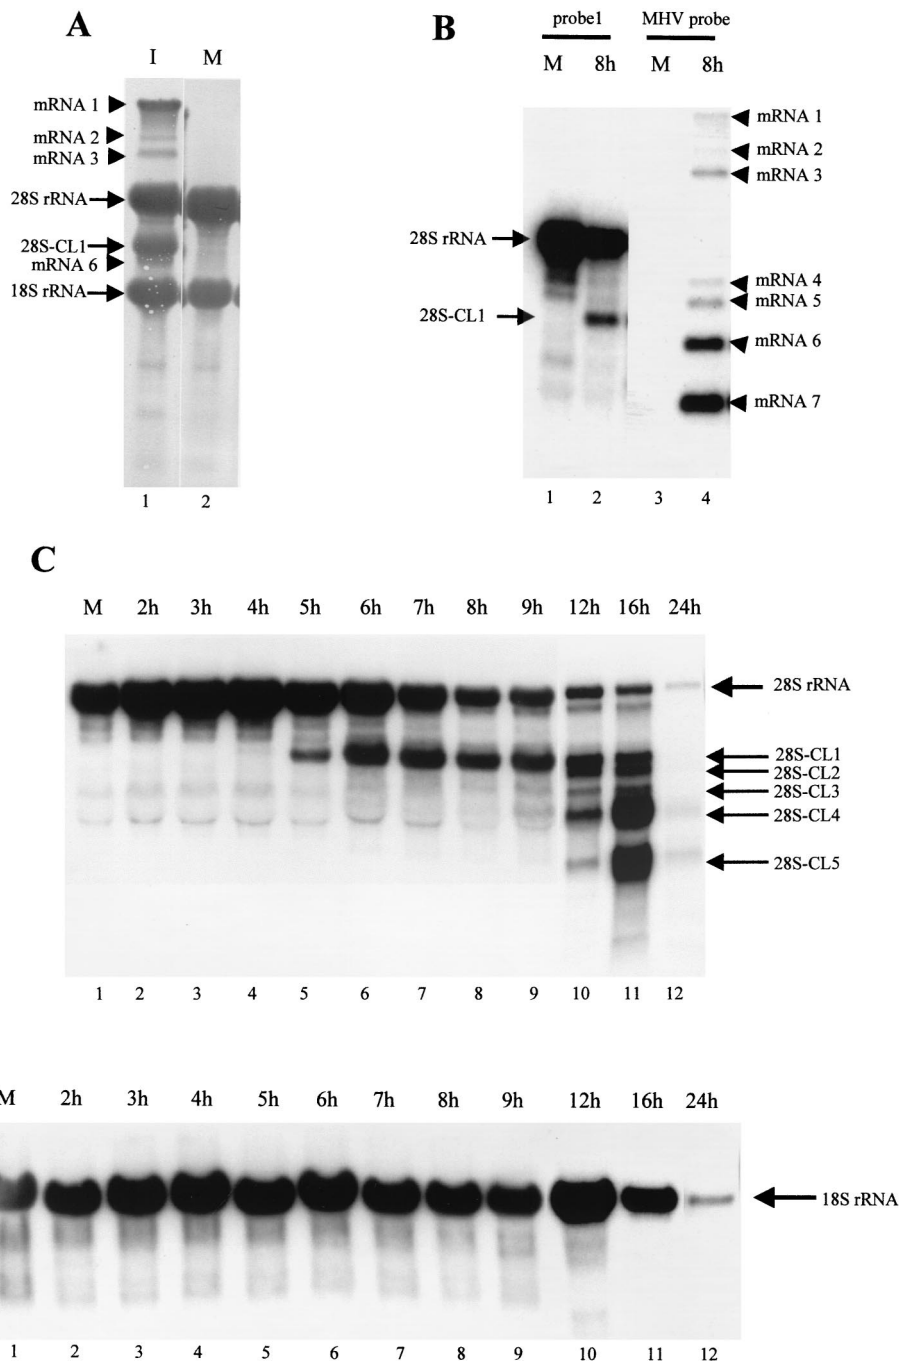 A
I M
mRNA 1
mRNA 2
mRNA 3
28S rRNA
28S-CL1
mRNA 6
18S rRNA
1 2
B
probe1 MHV probe
M 8h M 8h
mRNA 1
mRNA 2
mRNA 3
28S rRNA
mRNA 4
mRNA 5
28S-CL1
mRNA 6
mRNA 7
1 2 3 4
C
M 2h 3h 4h 5h 6h 7h 8h 9h 12h 16h 24h
28S rRNA
28S-CL1
28S-CL2
28S-CL3
28S-CL4
28S-CL5
1 2 3 4 5 6 7 8 9 10 11 12
M 2h 3h 4h 5h 6h 7h 8h 9h 12h 16h 24h
18S rRNA
1 2 3 4 5 6 7 8 9 10 11 12